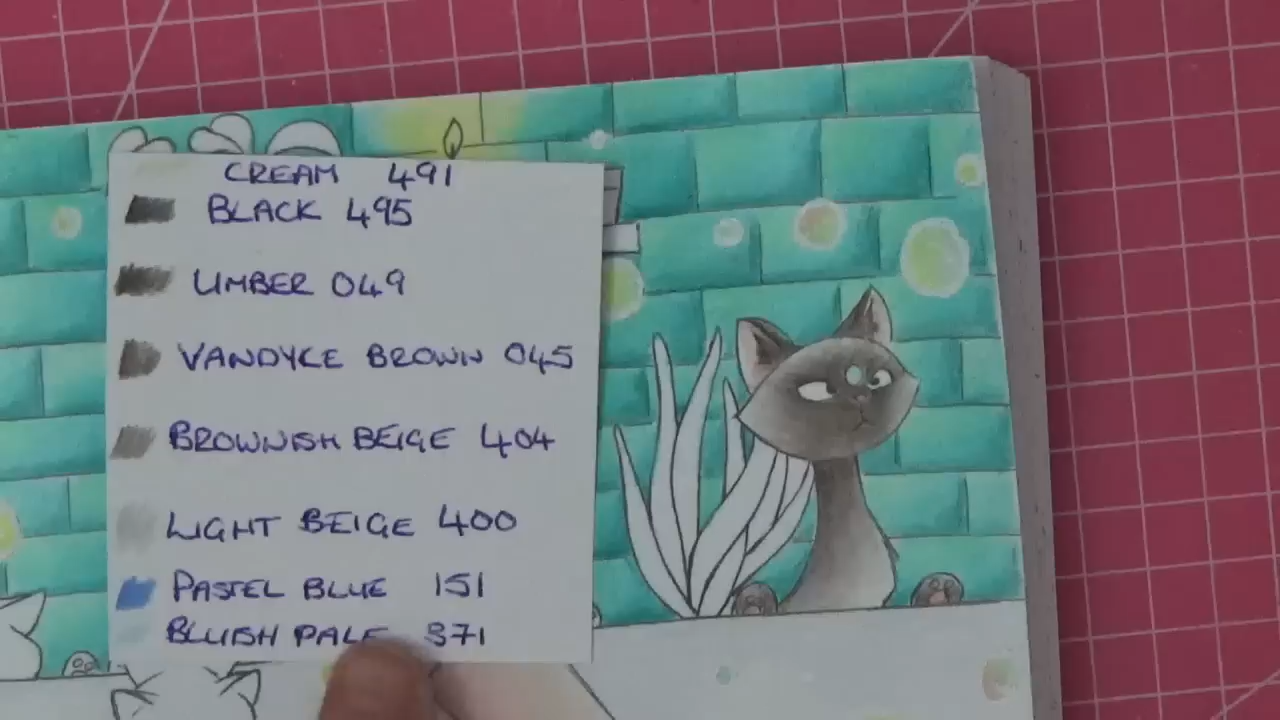 CREAM 491
BLACK 495
UMBER 049
VANDYKE BROWN 045
BROWNISH BEIGE 404
LIGHT BEIGE 400
PASTEL BLUE 151
BLUISH PALE 371